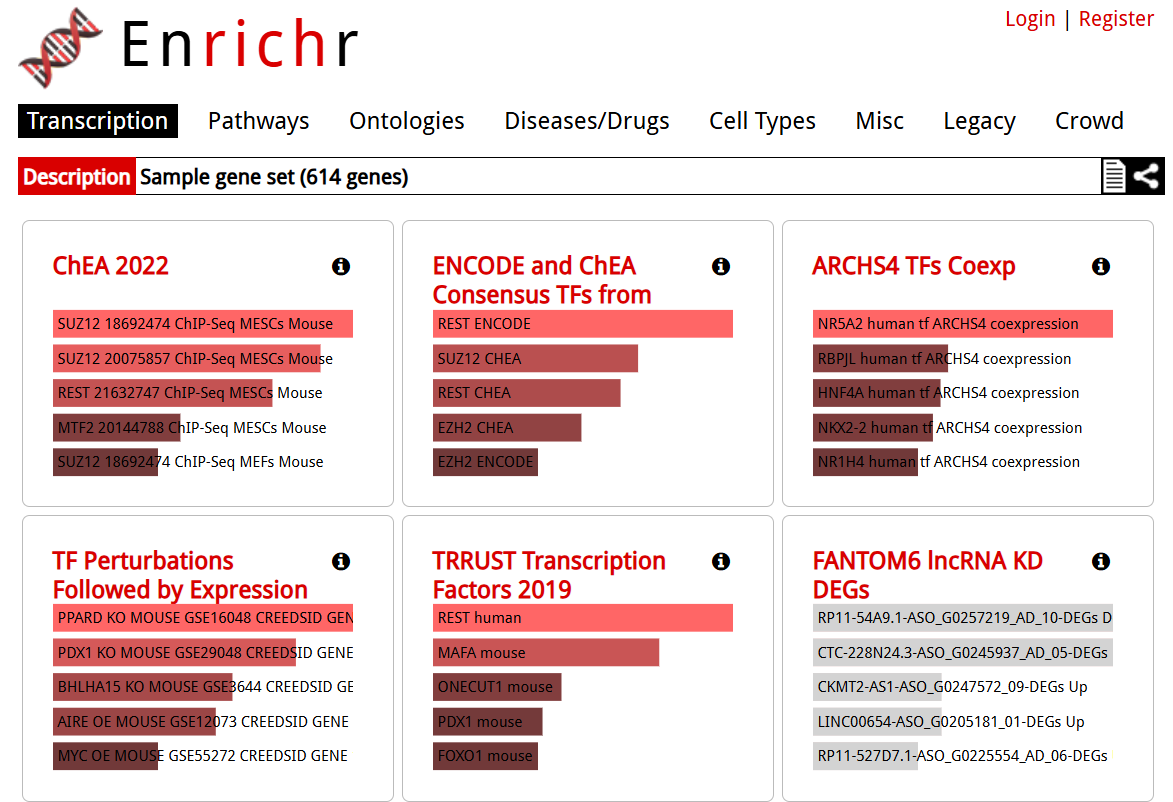 Enrichr
Login | Register
Transcription Pathways Ontologies Diseases/Drugs Cell Types Misc Legacy Crowd
Description Sample gene set (614 genes)
ChEA 2022
SUZ12 18692474 ChIP-Seq MESCs Mouse
SUZ12 20075857 ChIP-Seq MESCs Mouse
REST 21632747 ChIP-Seq MESCs Mouse
MTF2 20144788 ChIP-Seq MESCs Mouse
SUZ12 18692474 ChIP-Seq MEFs Mouse
ENCODE and ChEA
Consensus TFs from
REST ENCODE
SUZ12 CHEA
REST CHEA
EZH2 CHEA
EZH2 ENCODE
ARCHS4 TFs Coexp
NR5A2 human tf ARCHS4 coexpression
RBPJL human tf ARCHS4 coexpression
HNF4A human tf ARCHS4 coexpression
NKX2-2 human tf ARCHS4 coexpression
NR1H4 human tf ARCHS4 coexpression
TF Perturbations
Followed by Expression
PPARD KO MOUSE GSE16048 CREEDSID GEN
PDX1 KO MOUSE GSE29048 CREEDSID GENE
BHLHA15 KO MOUSE GSE3644 CREEDSID GE
AIRE OE MOUSE GSE12073 CREEDSID GENE
MYC OE MOUSE GSE55272 CREEDSID GENE
TRRUST Transcription
Factors 2019
REST human
MAFA mouse
ONECUT1 mouse
PDX1 mouse
FOXO1 mouse
FANTOM6 lncRNA KD
DEGs
RP11-54A9.1-ASO_G0257219_AD_10-DEGs D
CTC-228N24.3-ASO_G0245937_AD_05-DEGs
CKMT2-AS1-ASO_G0247572_09-DEGs Up
LINC00654-ASO_G0205181_01-DEGs Up
RP11-527D7.1-ASO_G0225554_AD_06-DEGs